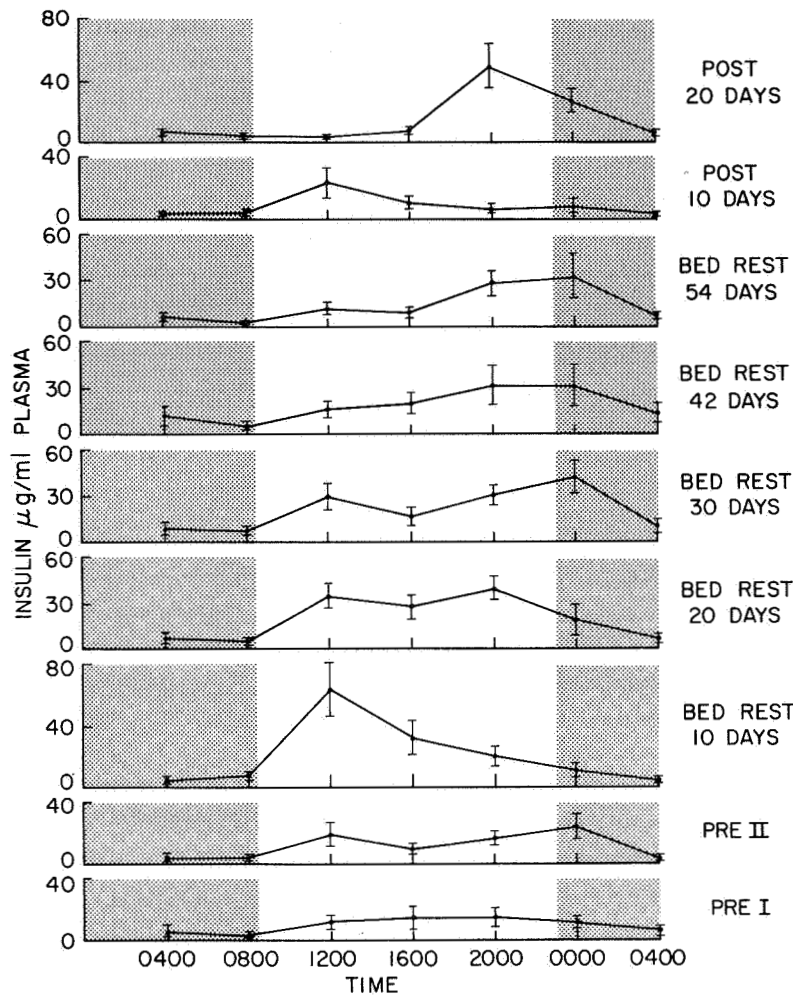 80
40
0
POST
20 DAYS
40
0
POST
10 DAYS
60
30
0
BED REST
54 DAYS
60
30
0
BED REST
42 DAYS
60
30
0
BED REST
30 DAYS
60
30
0
BED REST
20 DAYS
80
40
0
BED REST
10 DAYS
40
0
PRE II
40
0
PRE I
INSULIN µg/ml PLASMA
0400 0800 1200 1600 2000 0000 0400
TIME